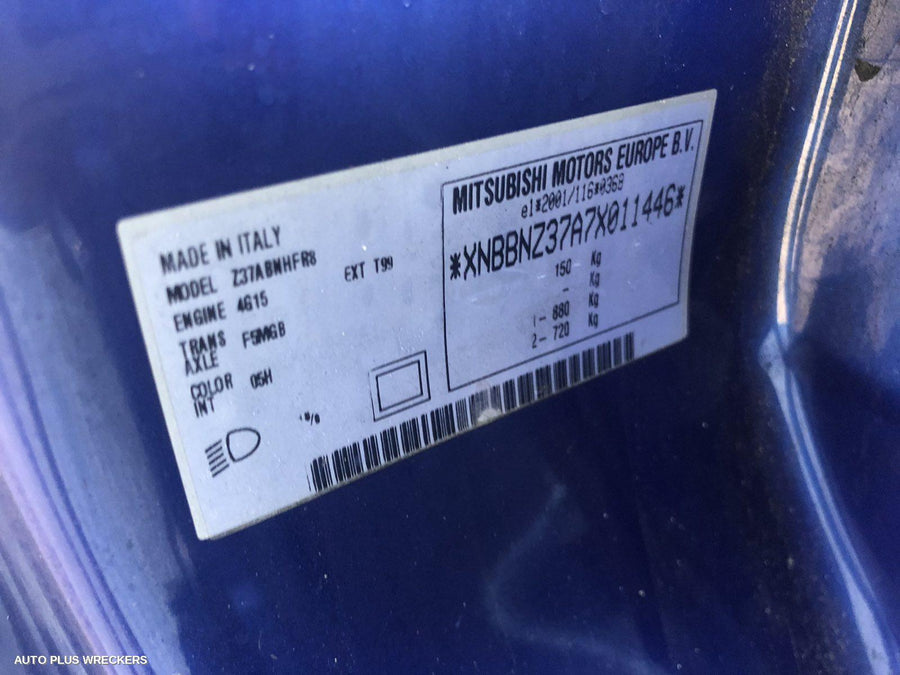 MADE IN ITALY
MODEL Z37ABNHFR8 EXT T99
ENGINE 4G15
TRANS AXLE F5MGB
COLOR INT 05H
MITSUBISHI MOTORS EUROPE B.V.
e1*2001/116*0368
*XNBBNZ37A7X011446*
150 Kg
- Kg
1- 880 Kg
2- 720 Kg
AUTO PLUS WRECKERS